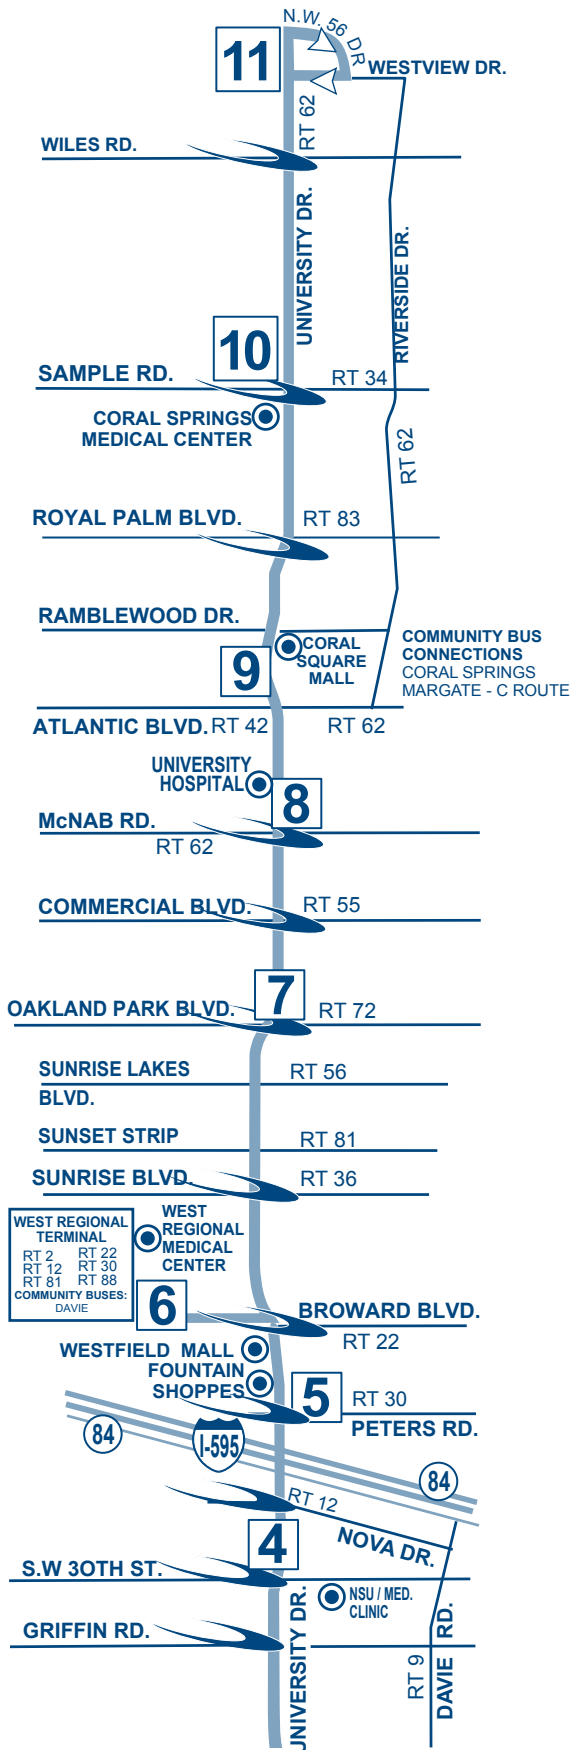 N.W. 56 DR
11
WESTVIEW DR.
RT 62
WILES RD.
UNIVERSITY DR.
RIVERSIDE DR.
10
SAMPLE RD.
RT 34
CORAL SPRINGS
MEDICAL CENTER
RT 62
ROYAL PALM BLVD.
RT 83
RAMBLEWOOD DR.
CORAL
SQUARE
MALL
COMMUNITY BUS
CONNECTIONS
CORAL SPRINGS
MARGATE - C ROUTE
9
ATLANTIC BLVD.
RT 42
RT 62
UNIVERSITY
HOSPITAL
8
McNAB RD.
RT 62
COMMERCIAL BLVD.
RT 55
7
OAKLAND PARK BLVD.
RT 72
SUNRISE LAKES
BLVD.
RT 56
SUNSET STRIP
RT 81
SUNRISE BLVD.
RT 36
WEST REGIONAL
TERMINAL
RT 2 RT 22
RT 12 RT 30
RT 81 RT 88
COMMUNITY BUSES:
DAVIE
WEST
REGIONAL
MEDICAL
CENTER
6
BROWARD BLVD.
RT 22
WESTFIELD MALL
FOUNTAIN
SHOPPES
5
RT 30
PETERS RD.
84
I-595
84
RT 12
NOVA DR.
4
S.W 3OTH ST.
NSU / MED.
CLINIC
GRIFFIN RD.
UNIVERSITY DR.
RT 9
DAVIE RD.